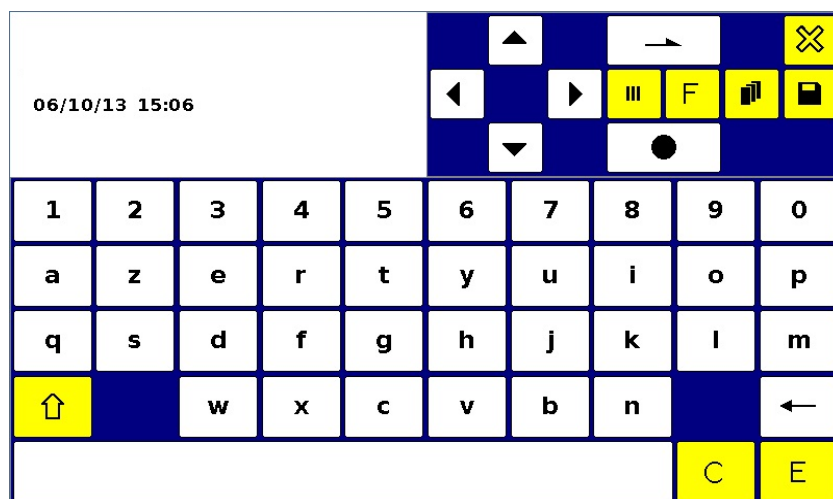 F
06/10/13 15:06
1 2 3 4 5 6 7 8 9 0
a z e r t y u i o p
q s d f g h j k l m
w x c v b n
C E